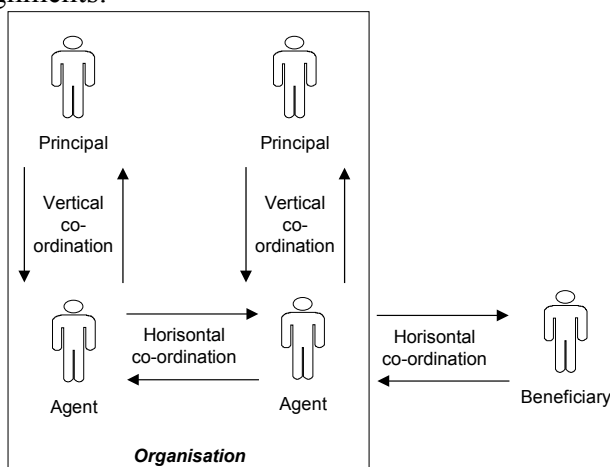 Principal
Principal
Vertical
co-
ordination
Vertical
co-
ordination
Horisontal
co-ordination
Horisontal
co-ordination
Agent
Agent
Beneficiary
Organisation